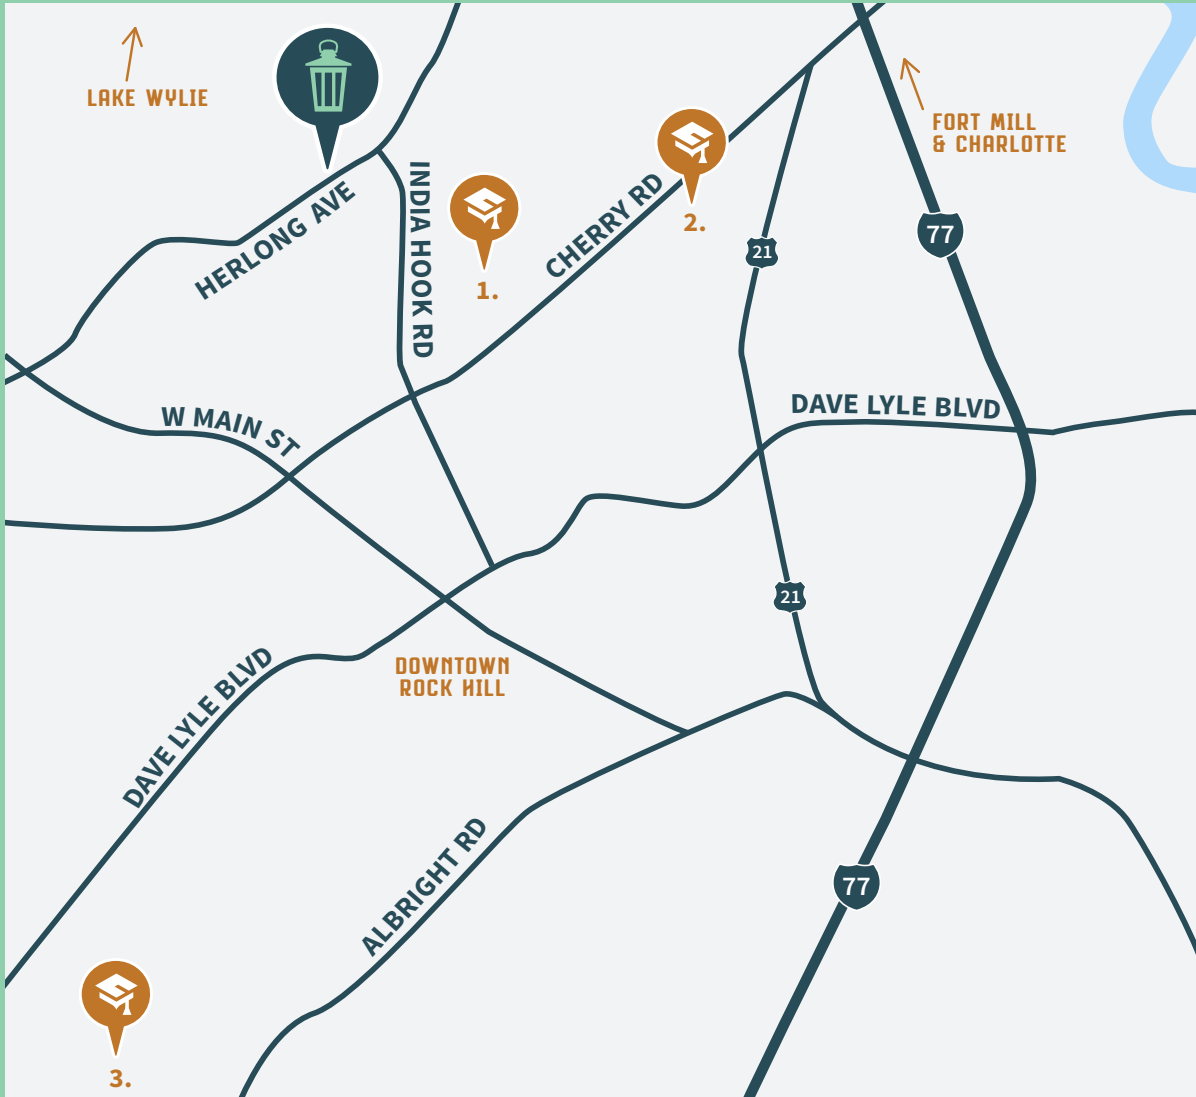 LAKE WYLIE
FORT MILL
& CHARLOTTE
HERLONG AVE
INDIA HOOK RD
1.
CHERRY RD
2.
21
77
W MAIN ST
DAVE LYLE BLVD
21
DOWNTOWN
ROCK HILL
DAVE LYLE BLVD
ALBRIGHT RD
77
3.